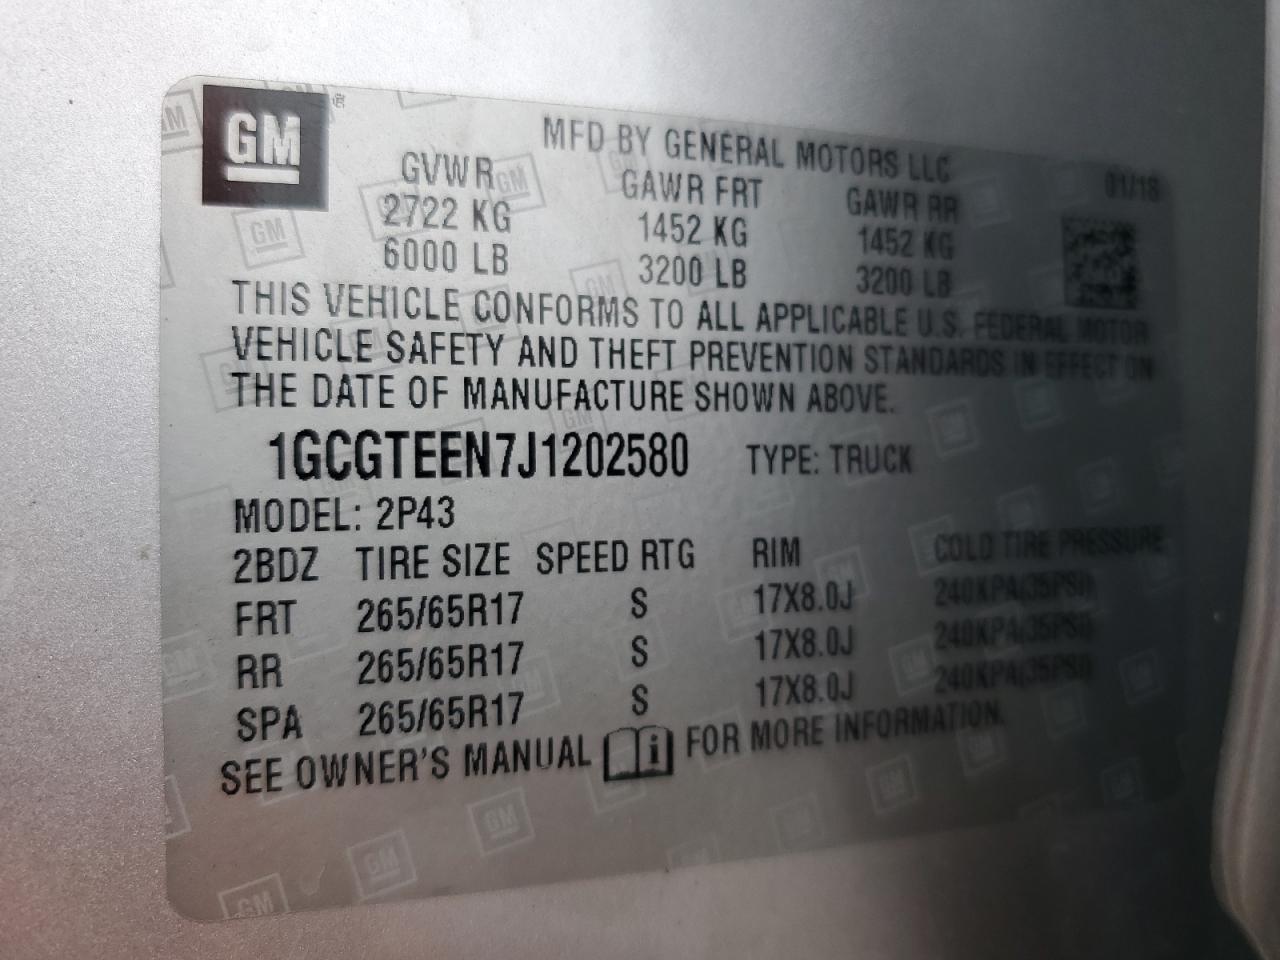 GM
MFD BY GENERAL MOTORS LLC
01/18
GVWR GAWR FRT GAWR RR
2722 KG 1452 KG 1452 KG
6000 LB 3200 LB 3200 LB
THIS VEHICLE CONFORMS TO ALL APPLICABLE U.S. FEDERAL MOTOR
VEHICLE SAFETY AND THEFT PREVENTION STANDARDS IN EFFECT ON
THE DATE OF MANUFACTURE SHOWN ABOVE.
1GCGTEEN7J1202580 TYPE: TRUCK
MODEL: 2P43
2BDZ TIRE SIZE SPEED RTG RIM COLD TIRE PRESSURE
FRT 265/65R17 S 17X8.0J 240KPA(35PSI)
RR 265/65R17 S 17X8.0J 240KPA(35PSI)
SPA 265/65R17 S 17X8.0J 240KPA(35PSI)
SEE OWNER'S MANUAL i FOR MORE INFORMATION.